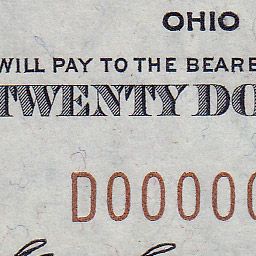 OHIO
WILL PAY TO THE BEARE
TWENTY DO
D00000